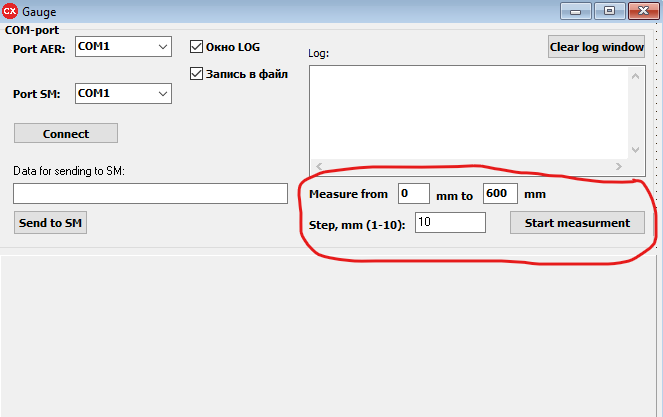 CX Gauge
COM-port
Port AER: COM1
Окно LOG
Log:
Clear log window
Запись в файл
Port SM: COM1
Connect
Data for sending to SM:
Measure from 0 mm to 600 mm
Send to SM
Step, mm (1-10): 10
Start measurment